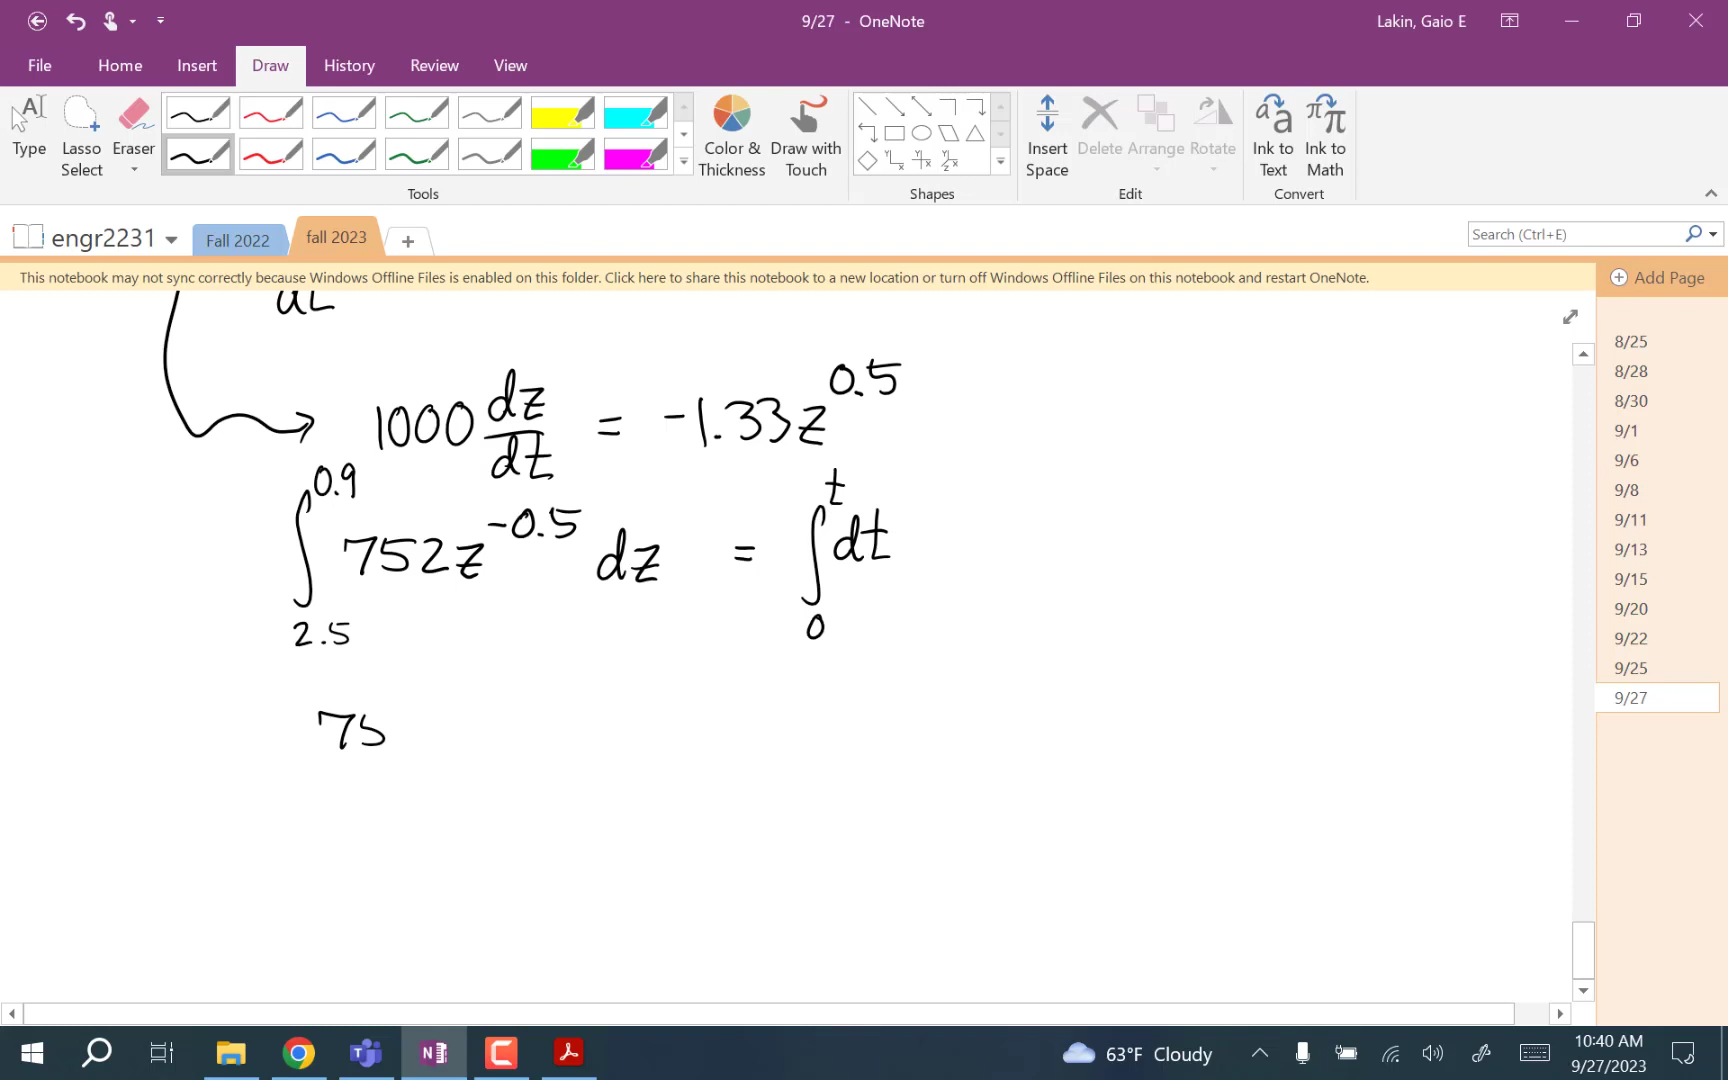 9/27 - OneNote
Lakin, Gaio E
File Home Insert Draw History Review View
Type
Lasso Select
Eraser
Color & Thickness
Draw with Touch
Insert Space
Delete
Arrange
Rotate
Ink to Text
Ink to Math
Tools
Shapes
Edit
Convert
engr2231
Fall 2022
fall 2023
Search (Ctrl+E)
This notebook may not sync correctly because Windows Offline Files is enabled on this folder. Click here to share this notebook to a new location or turn off Windows Offline Files on this notebook and restart OneNote.
Add Page
8/25
8/28
8/30
9/1
9/6
9/8
9/11
9/13
9/15
9/20
9/22
9/25
9/27
1000 dz/dt = -1.33z^0.5
∫_2.5^0.9 752z^-0.5 dz = ∫_0^t dt
75
63°F Cloudy
10:40 AM
9/27/2023